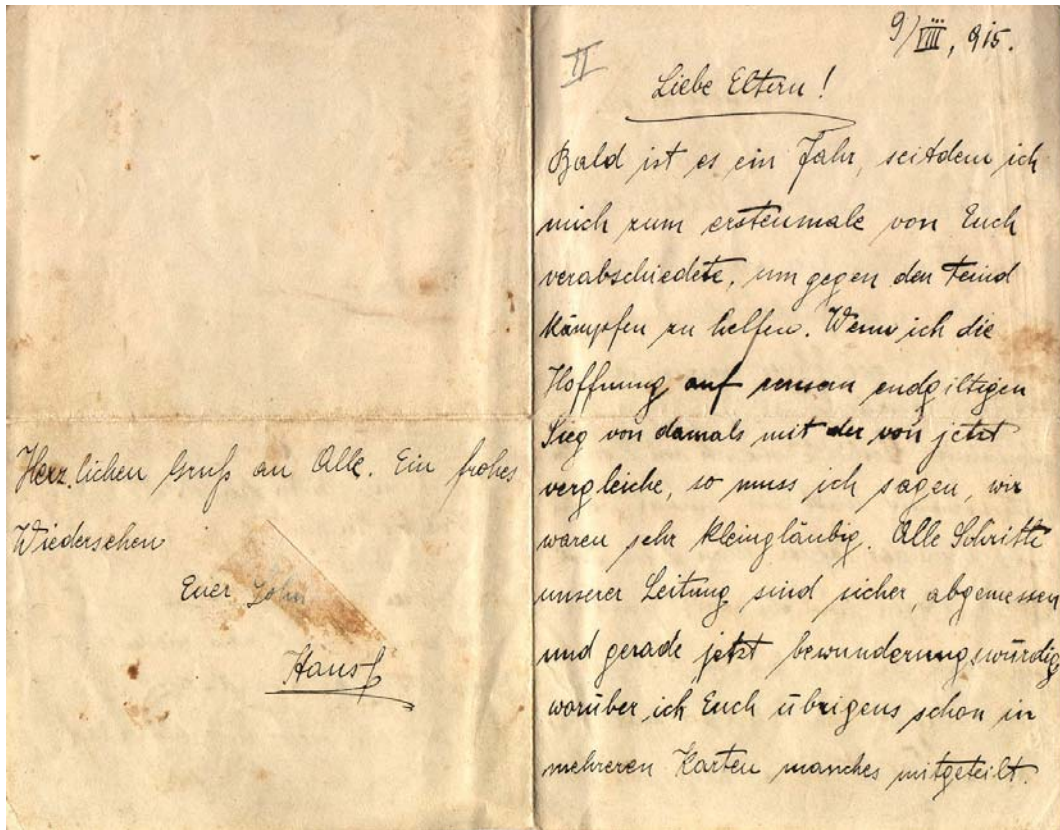 9/VIII, 915.
II
Liebe Eltern!
Bald ist es ein Jahr, seitdem ich
mich zum erstenmale von Euch
verabschiedete, um gegen den Feind
kämpfen zu helfen. Wenn ich die
Hoffnung auf unsern endgiltigen
Sieg von damals mit der von jetzt
vergleiche, so muss ich sagen, wir
waren sehr kleingläubig. Alle Schritte
unserer Leitung sind sicher, abgemessen
und gerade jetzt bewunderungswürdig
worüber ich Euch übrigens schon in
mehreren Karten manches mitgeteilt.
Herzlichen Gruß an Alle. Ein frohes
Wiedersehen
Euer Sohn
Hans